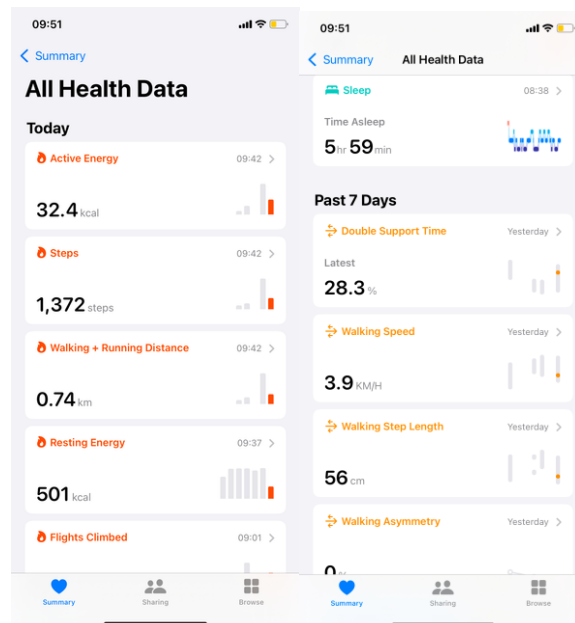 09:51
Summary
All Health Data
Today
Active Energy 09:42
32.4 kcal
Steps 09:42
1,372 steps
Walking + Running Distance 09:42
0.74 km
Resting Energy 09:37
501 kcal
Flights Climbed 09:01
Summary Sharing Browse
09:51
Summary All Health Data
Sleep 08:38
Time Asleep
5hr 59min
Past 7 Days
Double Support Time Yesterday
Latest
28.3 %
Walking Speed Yesterday
3.9 KM/H
Walking Step Length Yesterday
56 cm
Walking Asymmetry Yesterday
Summary Sharing Browse